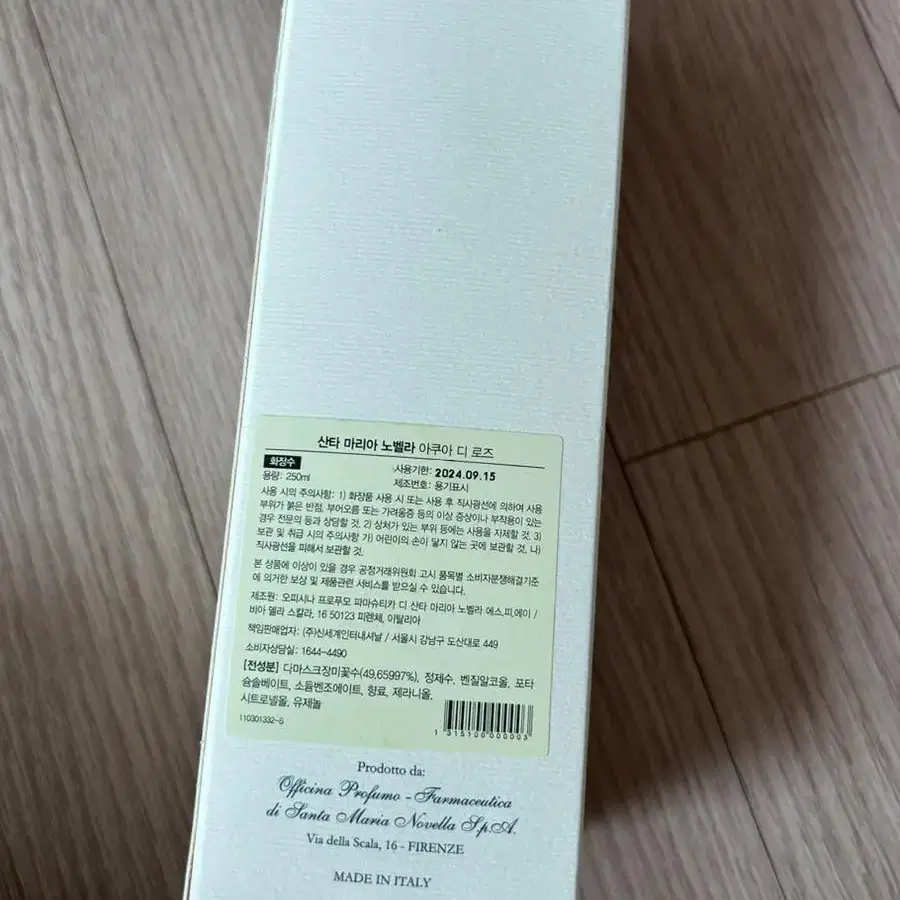 산타 마리아 노벨라 아쿠아 디 로즈
화장수
용량: 250ml
사용기한: 2024.09.15
제조번호: 용기표시
사용 시의 주의사항: 1) 화장품 사용 시 또는 사용 후 직사광선에 의하여 사용
부위가 붉은 반점, 부어오름 또는 가려움증 등의 이상 증상이나 부작용이 있는
경우 전문의 등과 상담할 것. 2) 상처가 있는 부위 등에는 사용을 자제할 것. 3)
보관 및 취급 시의 주의사항 가) 어린이의 손이 닿지 않는 곳에 보관할 것. 나)
직사광선을 피해서 보관할 것.
본 상품에 이상이 있을 경우 공정거래위원회 고시 품목별 소비자분쟁해결기준
에 의거한 보상 및 제품관련 서비스를 받으실 수 있습니다.
제조원: 오피시나 프로푸모 파마슈티카 디 산타 마리아 노벨라 에스.피.에이 /
비아 델라 스칼라, 16 50123 피렌체, 이탈리아
책임판매업자: (주)신세계인터내셔날 / 서울시 강남구 도산대로 449
소비자상담실: 1644-4490
[전성분] 다마스크장미꽃수(49.65997%), 정제수, 벤질알코올, 포타
슘솔베이트, 소듐벤조에이트, 향료, 제라니올,
시트로넬올, 유제놀
110301332-S
1 315100 000003
Prodotto da:
Officina Profumo - Farmaceutica
di Santa Maria Novella S.p.A.
Via della Scala, 16 - FIRENZE
MADE IN ITALY